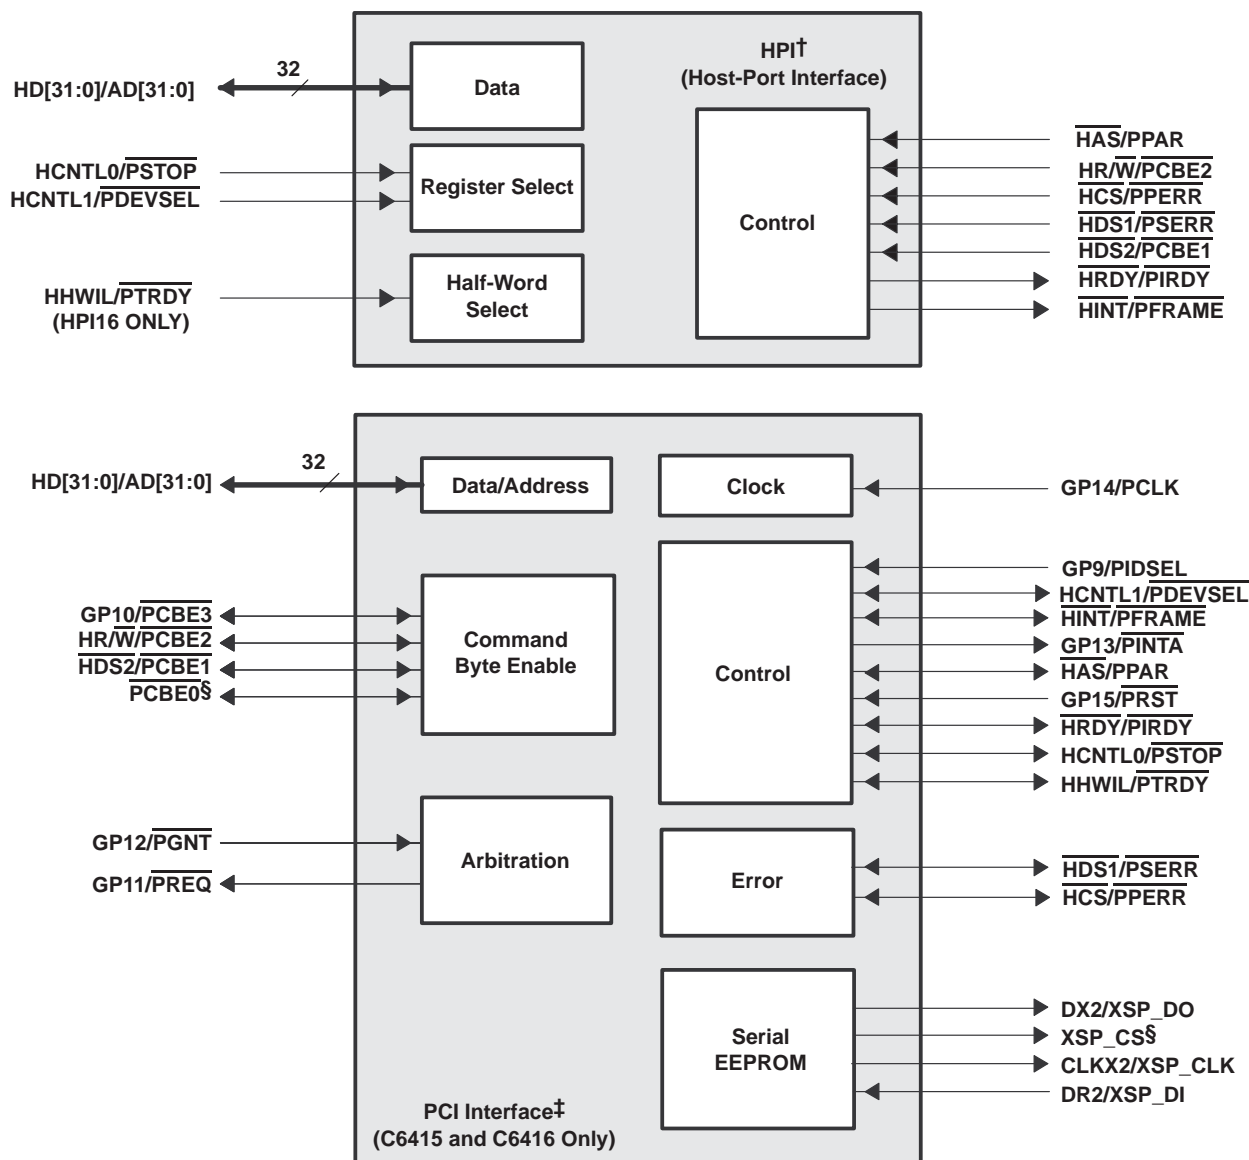 HPI†
(Host-Port Interface)
32
HD[31:0]/AD[31:0]
Data
HCNTL0/PSTOP
HCNTL1/PDEVSEL
Register Select
HHWIL/PTRDY
(HPI16 ONLY)
Half-Word
Select
Control
HAS/PPAR
HR/W/PCBE2
HCS/PPERR
HDS1/PSERR
HDS2/PCBE1
HRDY/PIRDY
HINT/PFRAME
32
HD[31:0]/AD[31:0]
Data/Address
Clock
GP14/PCLK
GP10/PCBE3
HR/W/PCBE2
HDS2/PCBE1
PCBE0§
Command
Byte Enable
Control
GP9/PIDSEL
HCNTL1/PDEVSEL
HINT/PFRAME
GP13/PINTA
HAS/PPAR
GP15/PRST
HRDY/PIRDY
HCNTL0/PSTOP
HHWIL/PTRDY
GP12/PGNT
GP11/PREQ
Arbitration
Error
HDS1/PSERR
HCS/PPERR
Serial
EEPROM
DX2/XSP_DO
XSP_CS§
CLKX2/XSP_CLK
DR2/XSP_DI
PCI Interface‡
(C6415 and C6416 Only)